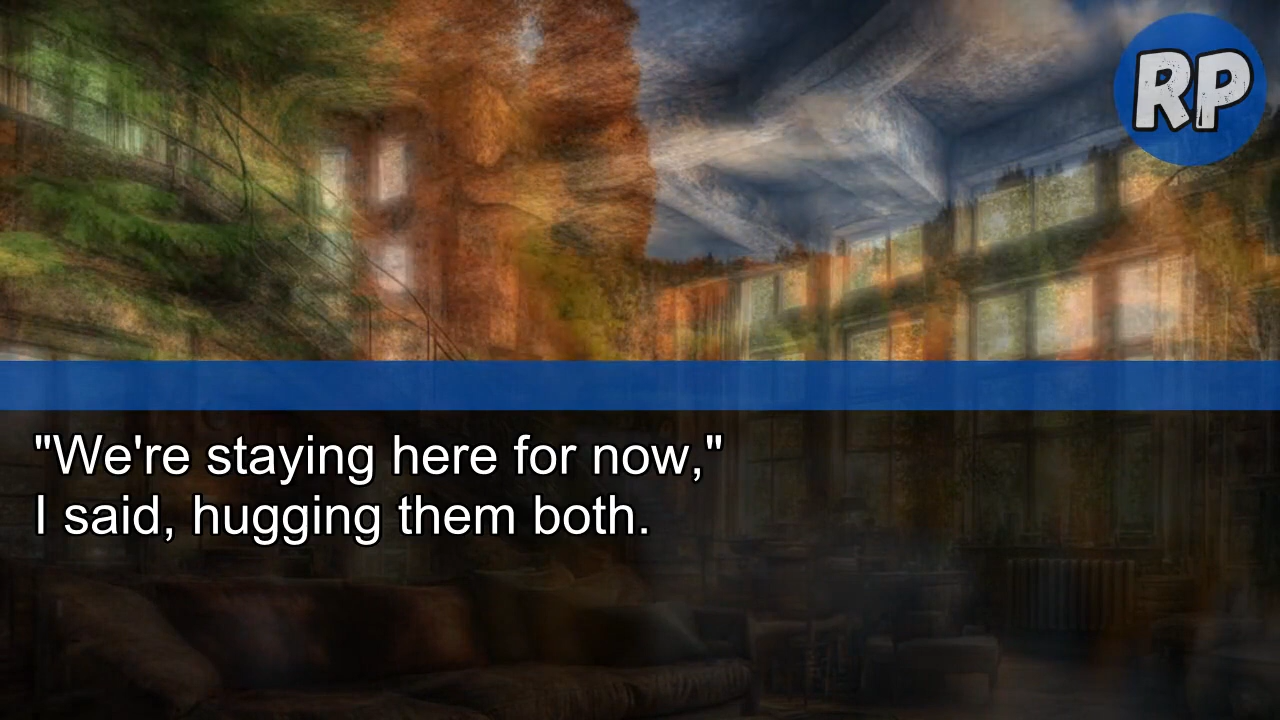 RP
"We're staying here for now,"
I said, hugging them both.